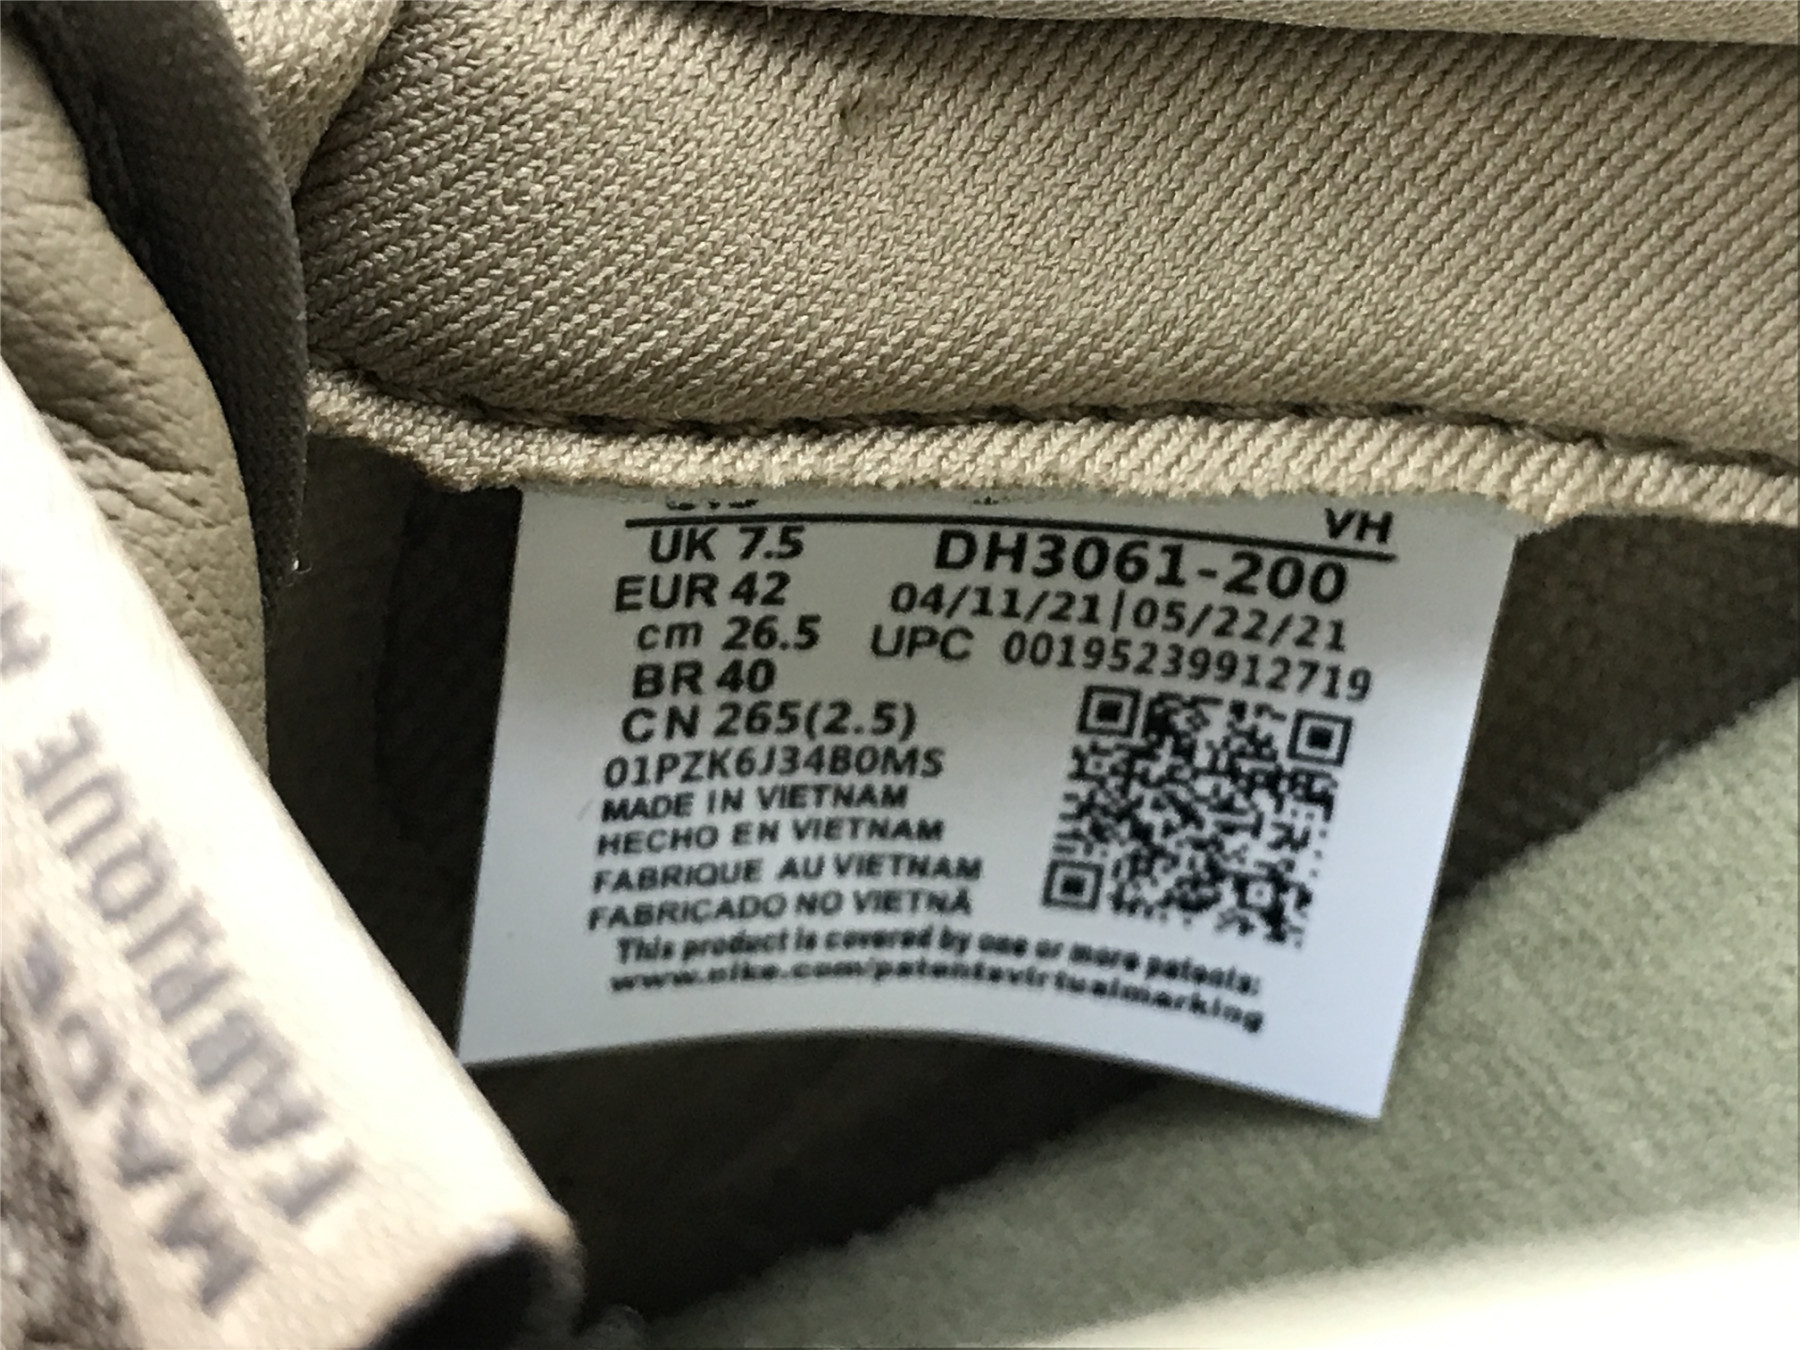 VH
UK 7.5 DH3061-200
EUR 42 04/11/21|05/22/21
cm 26.5 UPC 00195239912719
BR 40
CN 265(2.5)
01PZK6J34B0MS
MADE IN VIETNAM
HECHO EN VIETNAM
FABRIQUE AU VIETNAM
FABRICADO NO VIETNÃ
This product is covered by one or more patents:
www.nike.com/patentsvirtualmarking
FABRIQUE
MADE